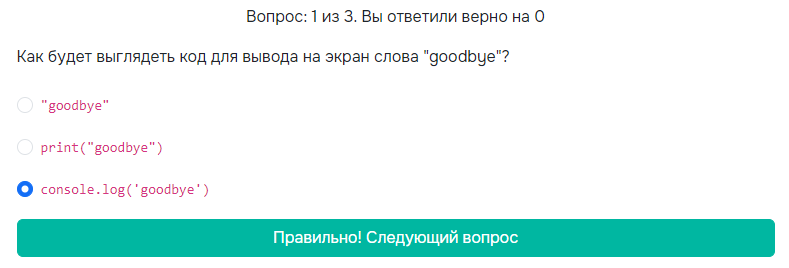 Вопрос: 1 из 3. Вы ответили верно на 0
Как будет выглядеть код для вывода на экран слова "goodbye"?
"goodbye"
print("goodbye")
console.log('goodbye')
Правильно! Следующий вопрос